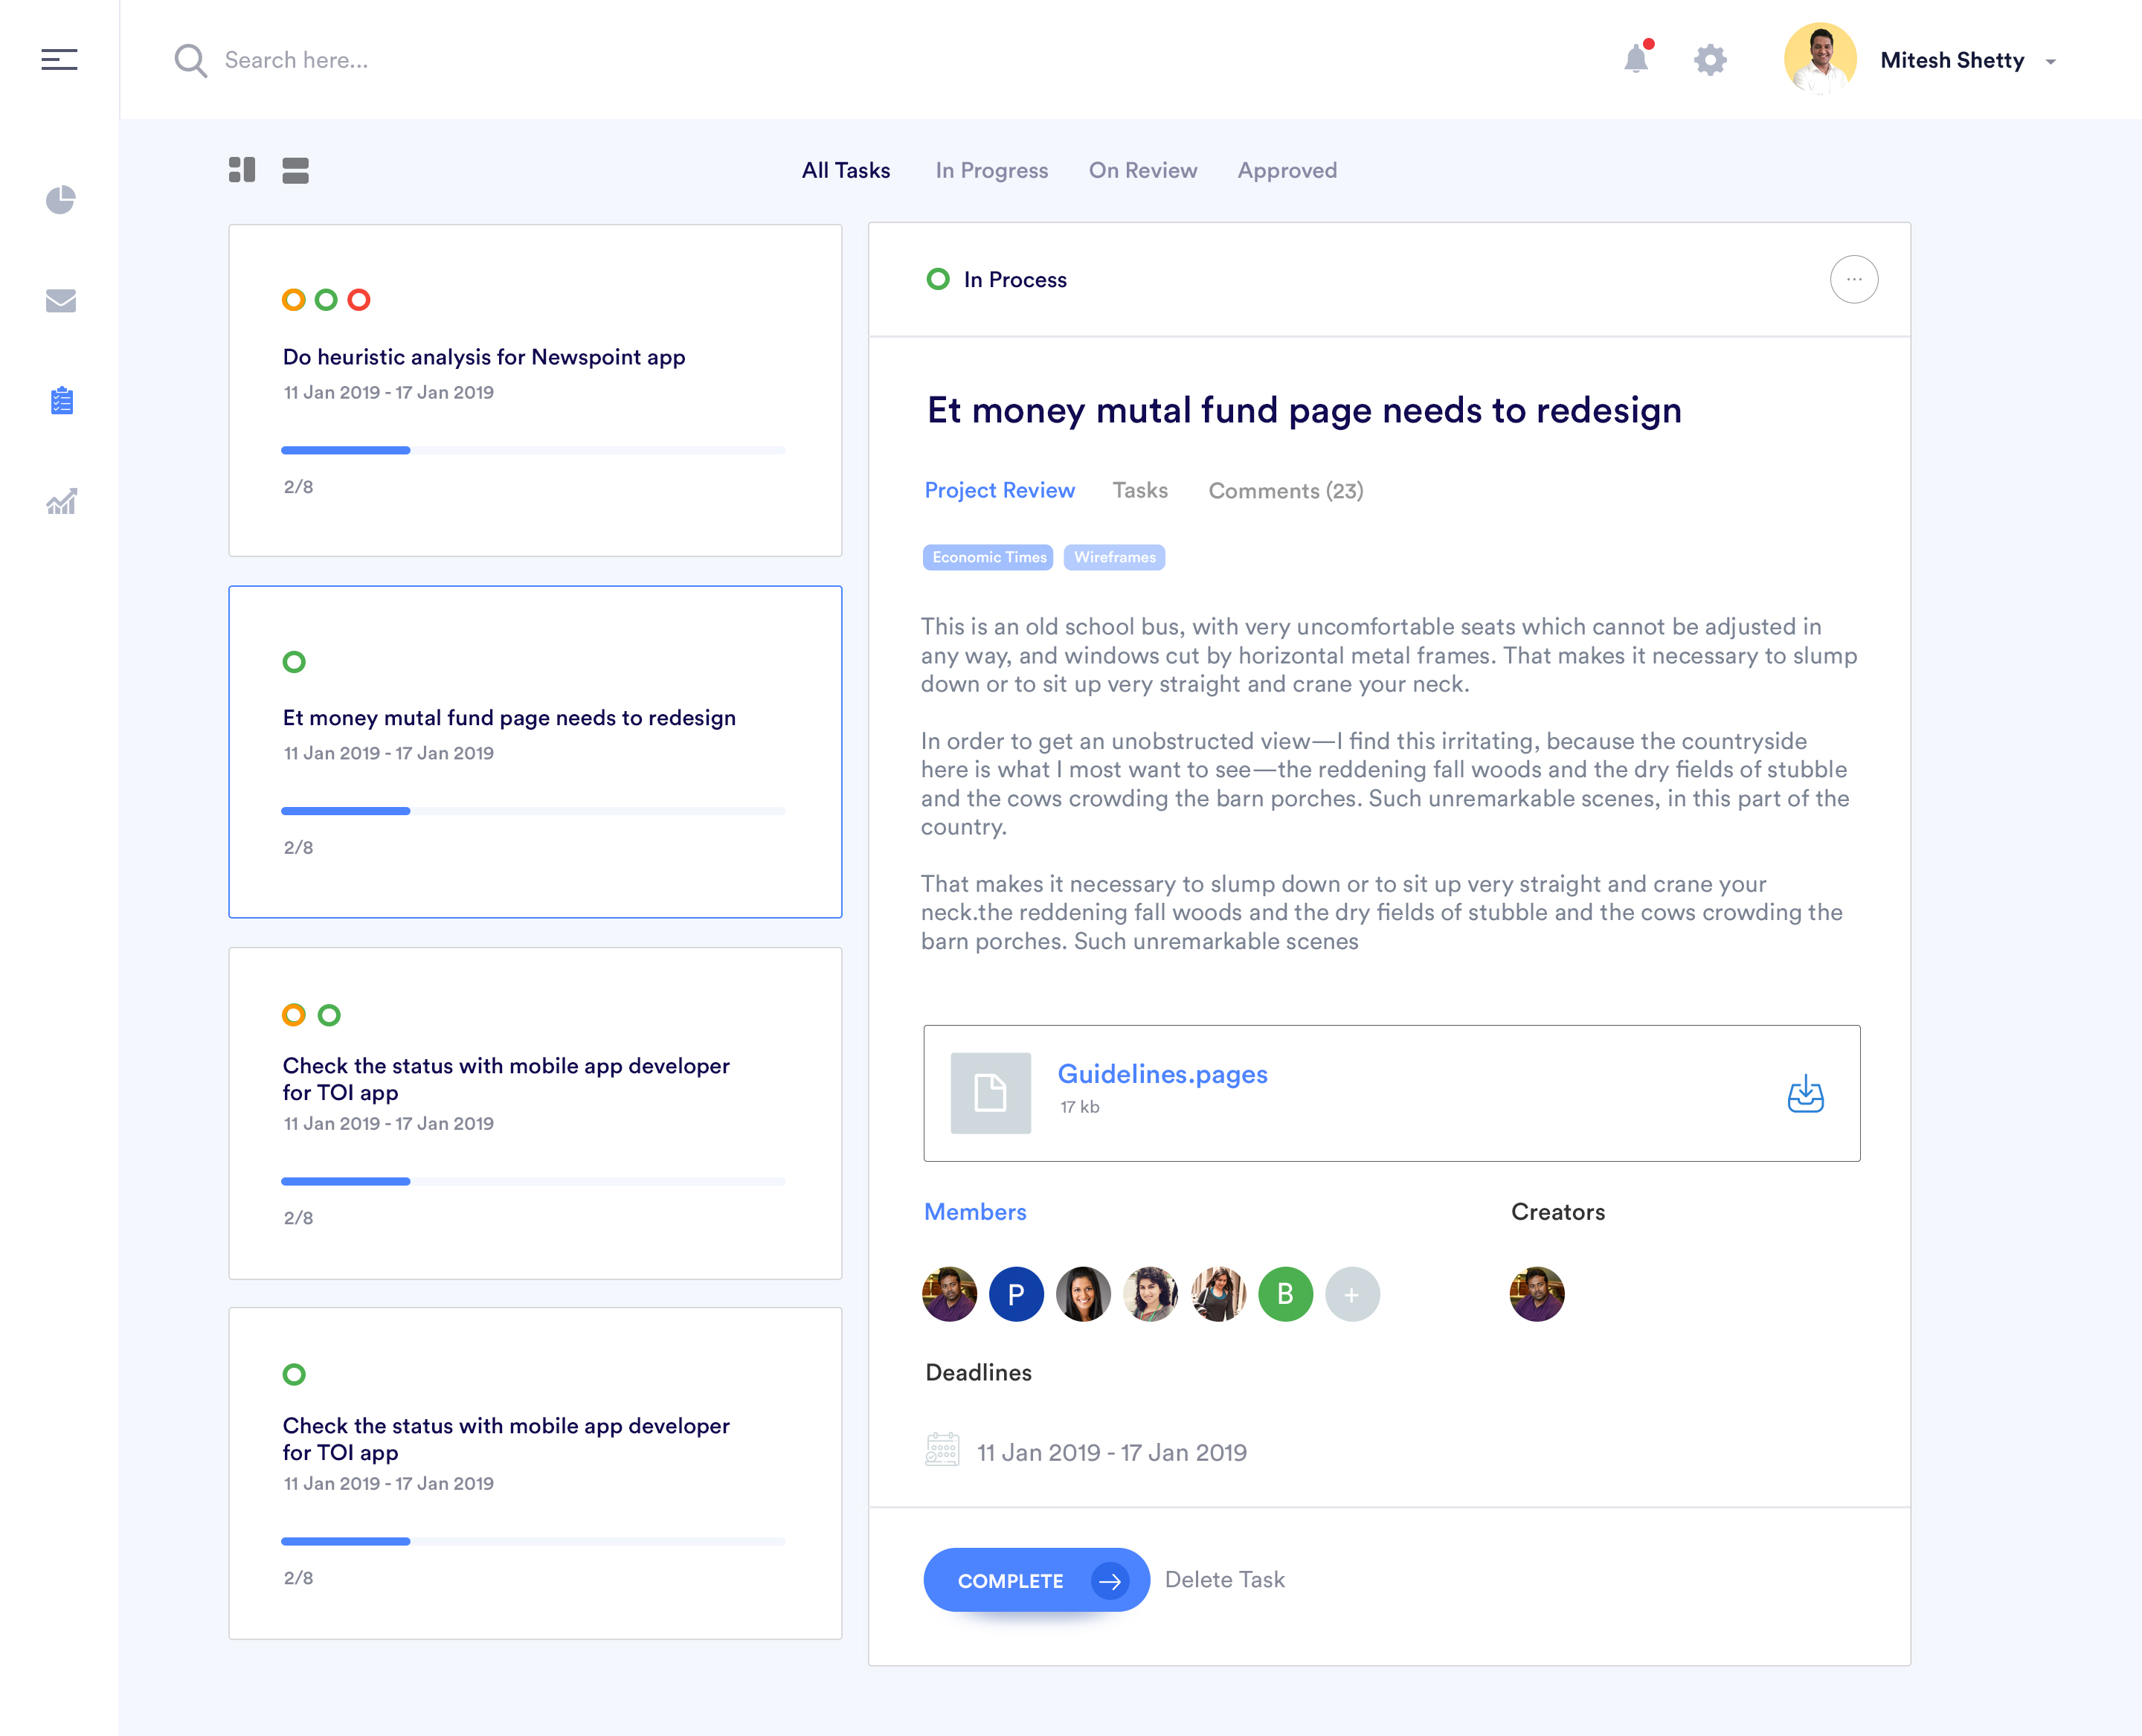 Search here...
Mitesh Shetty
All Tasks
In Progress
On Review
Approved
Do heuristic analysis for Newspoint app
11 Jan 2019 - 17 Jan 2019
2/8
Et money mutal fund page needs to redesign
11 Jan 2019 - 17 Jan 2019
2/8
Check the status with mobile app developer
for TOI app
11 Jan 2019 - 17 Jan 2019
2/8
Check the status with mobile app developer
for TOI app
11 Jan 2019 - 17 Jan 2019
2/8
In Process
Et money mutal fund page needs to redesign
Project Review
Tasks
Comments (23)
Economic Times
Wireframes
This is an old school bus, with very uncomfortable seats which cannot be adjusted in
any way, and windows cut by horizontal metal frames. That makes it necessary to slump
down or to sit up very straight and crane your neck.
In order to get an unobstructed view—I find this irritating, because the countryside
here is what I most want to see—the reddening fall woods and the dry fields of stubble
and the cows crowding the barn porches. Such unremarkable scenes, in this part of the
country.
That makes it necessary to slump down or to sit up very straight and crane your
neck.the reddening fall woods and the dry fields of stubble and the cows crowding the
barn porches. Such unremarkable scenes
Guidelines.pages
17 kb
Members
Creators
P
B
+
Deadlines
11 Jan 2019 - 17 Jan 2019
COMPLETE
Delete Task